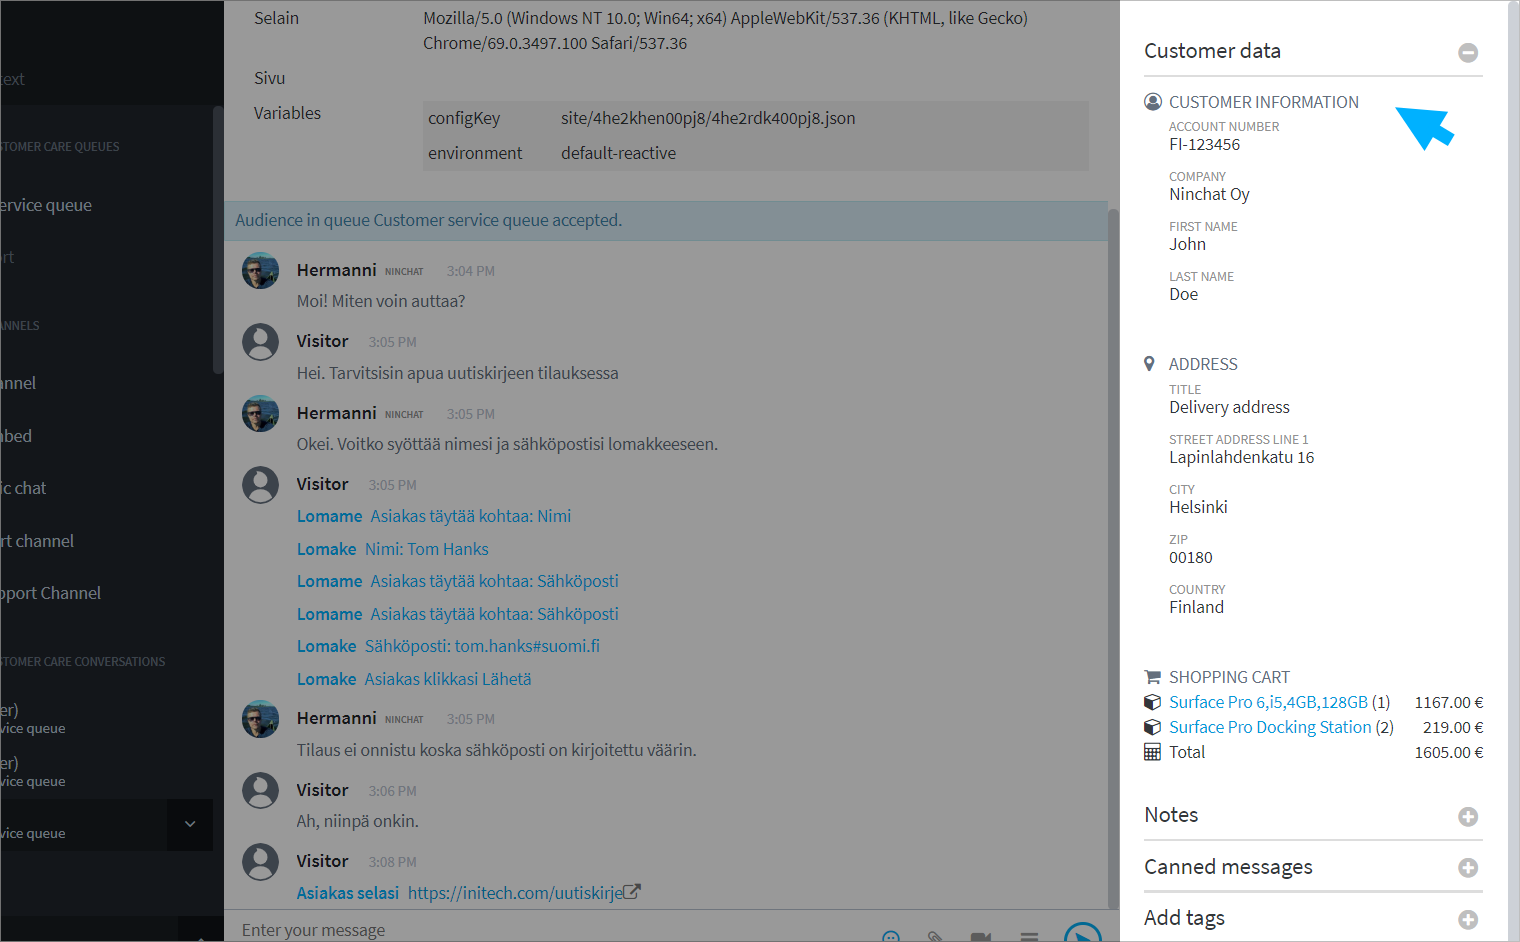 text
STOMER CARE QUEUES
ervice queue
rt
ANNELS
annel
nbed
ic chat
rt channel
pport Channel
STOMER CARE CONVERSATIONS
er)
vice queue
er)
vice queue
vice queue
Selain Mozilla/5.0 (Windows NT 10.0; Win64; x64) AppleWebKit/537.36 (KHTML, like Gecko)
Chrome/69.0.3497.100 Safari/537.36
Sivu
Variables configKey site/4he2khen00pj8/4he2rdk400pj8.json
environment default-reactive
Audience in queue Customer service queue accepted.
Hermanni NINCHAT 3:04 PM
Moi! Miten voin auttaa?
Visitor 3:05 PM
Hei. Tarvitsisin apua uutiskirjeen tilauksessa
Hermanni NINCHAT 3:05 PM
Okei. Voitko syöttää nimesi ja sähköpostisi lomakkeeseen.
Visitor 3:05 PM
Lomame Asiakas täytää kohtaa: Nimi
Lomake Nimi: Tom Hanks
Lomame Asiakas täytää kohtaa: Sähköposti
Lomame Asiakas täytää kohtaa: Sähköposti
Lomake Sähköposti: tom.hanks#suomi.fi
Lomake Asiakas klikkasi Lähetä
Hermanni NINCHAT 3:05 PM
Tilaus ei onnistu koska sähköposti on kirjoitettu väärin.
Visitor 3:06 PM
Ah, niinpä onkin.
Visitor 3:08 PM
Asiakas selasi https://initech.com/uutiskirje
Enter your message
Customer data
CUSTOMER INFORMATION
ACCOUNT NUMBER
FI-123456
COMPANY
Ninchat Oy
FIRST NAME
John
LAST NAME
Doe
ADDRESS
TITLE
Delivery address
STREET ADDRESS LINE 1
Lapinlahdenkatu 16
CITY
Helsinki
ZIP
00180
COUNTRY
Finland
SHOPPING CART
Surface Pro 6,i5,4GB,128GB (1) 1167.00 €
Surface Pro Docking Station (2) 219.00 €
Total 1605.00 €
Notes
Canned messages
Add tags